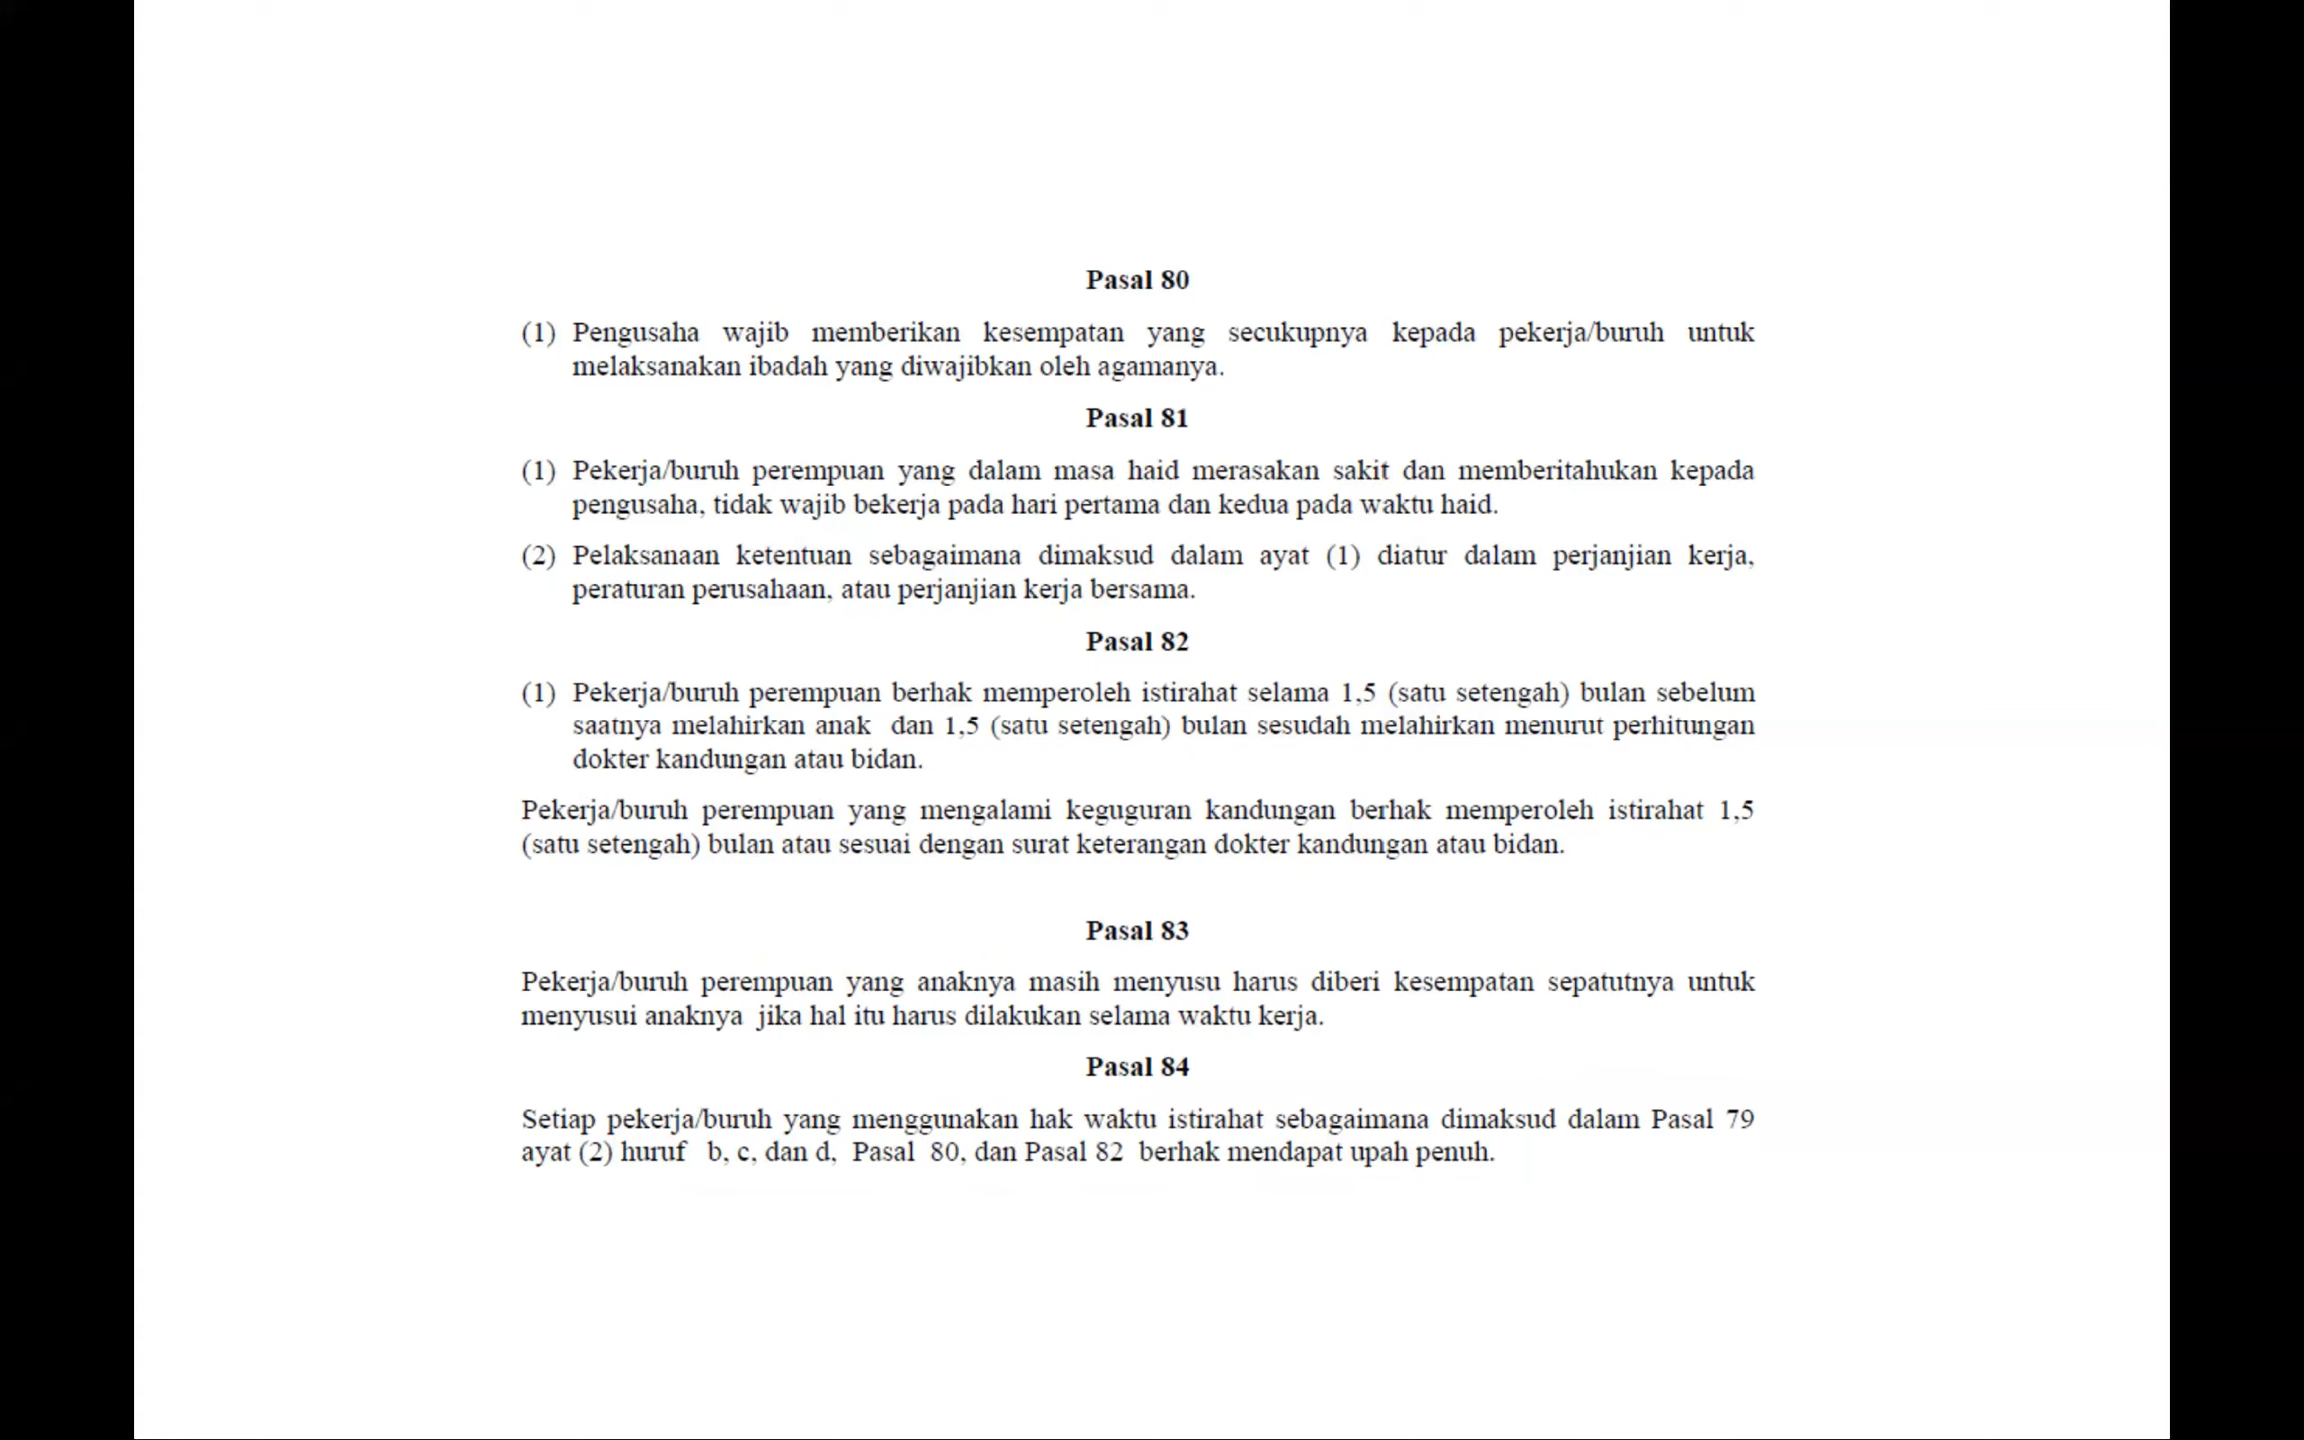 Pasal 80
(1) Pengusaha wajib memberikan kesempatan yang secukupnya kepada pekerja/buruh untuk
melaksanakan ibadah yang diwajibkan oleh agamanya.
Pasal 81
(1) Pekerja/buruh perempuan yang dalam masa haid merasakan sakit dan memberitahukan kepada
pengusaha, tidak wajib bekerja pada hari pertama dan kedua pada waktu haid.
(2) Pelaksanaan ketentuan sebagaimana dimaksud dalam ayat (1) diatur dalam perjanjian kerja,
peraturan perusahaan, atau perjanjian kerja bersama.
Pasal 82
(1) Pekerja/buruh perempuan berhak memperoleh istirahat selama 1,5 (satu setengah) bulan sebelum
saatnya melahirkan anak dan 1,5 (satu setengah) bulan sesudah melahirkan menurut perhitungan
dokter kandungan atau bidan.
Pekerja/buruh perempuan yang mengalami keguguran kandungan berhak memperoleh istirahat 1,5
(satu setengah) bulan atau sesuai dengan surat keterangan dokter kandungan atau bidan.
Pasal 83
Pekerja/buruh perempuan yang anaknya masih menyusu harus diberi kesempatan sepatutnya untuk
menyusui anaknya jika hal itu harus dilakukan selama waktu kerja.
Pasal 84
Setiap pekerja/buruh yang menggunakan hak waktu istirahat sebagaimana dimaksud dalam Pasal 79
ayat (2) huruf b, c, dan d, Pasal 80, dan Pasal 82 berhak mendapat upah penuh.